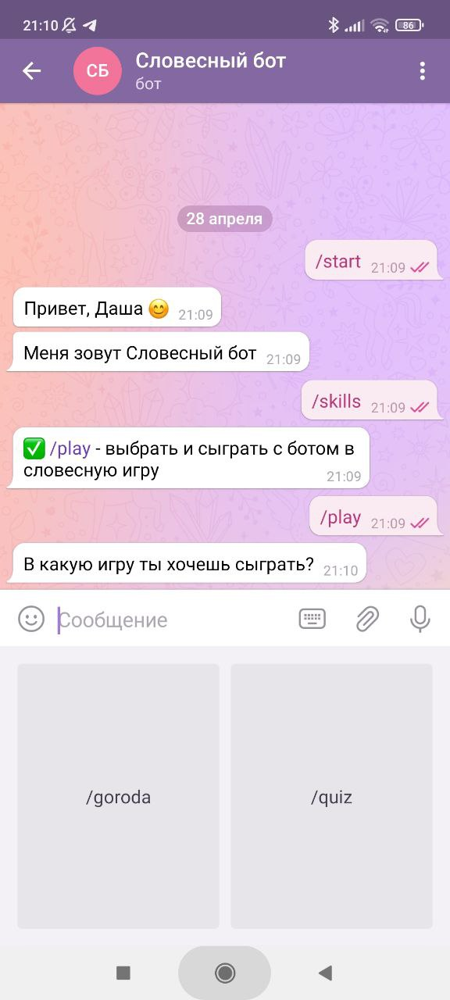 21:10
86
СБ
Словесный бот
бот
28 апреля
/start 21:09
Привет, Даша 😊 21:09
Меня зовут Словесный бот 21:09
/skills 21:09
✅ /play - выбрать и сыграть с ботом в
словесную игру 21:09
/play 21:09
В какую игру ты хочешь сыграть? 21:10
Сообщение
/goroda
/quiz